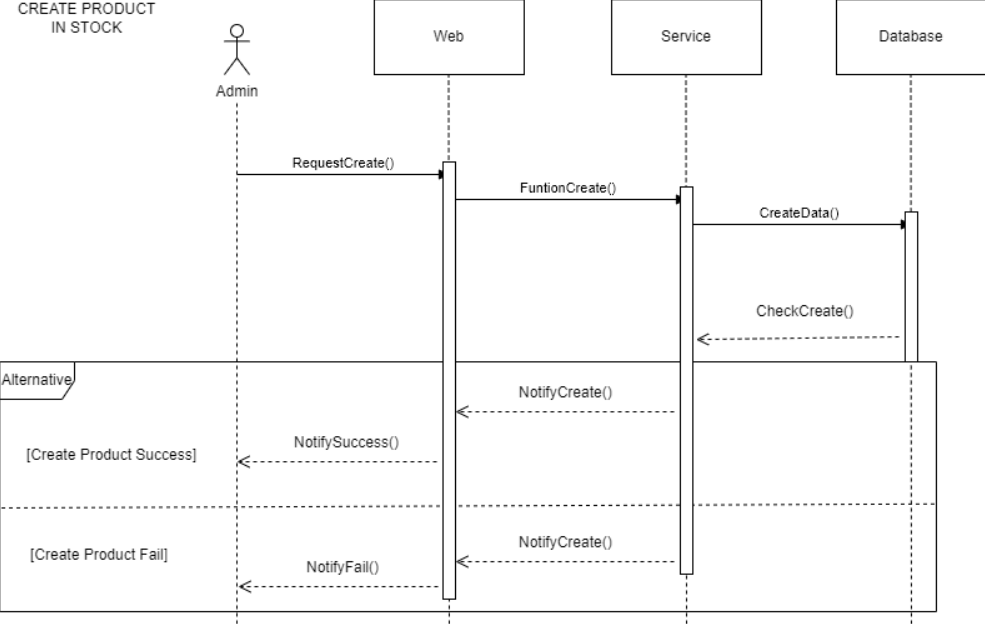 CREATE PRODUCT
IN STOCK
Admin
Web
Service
Database
RequestCreate()
FuntionCreate()
CreateData()
CheckCreate()
Alternative
NotifyCreate()
NotifySuccess()
[Create Product Success]
NotifyCreate()
[Create Product Fail]
NotifyFail()